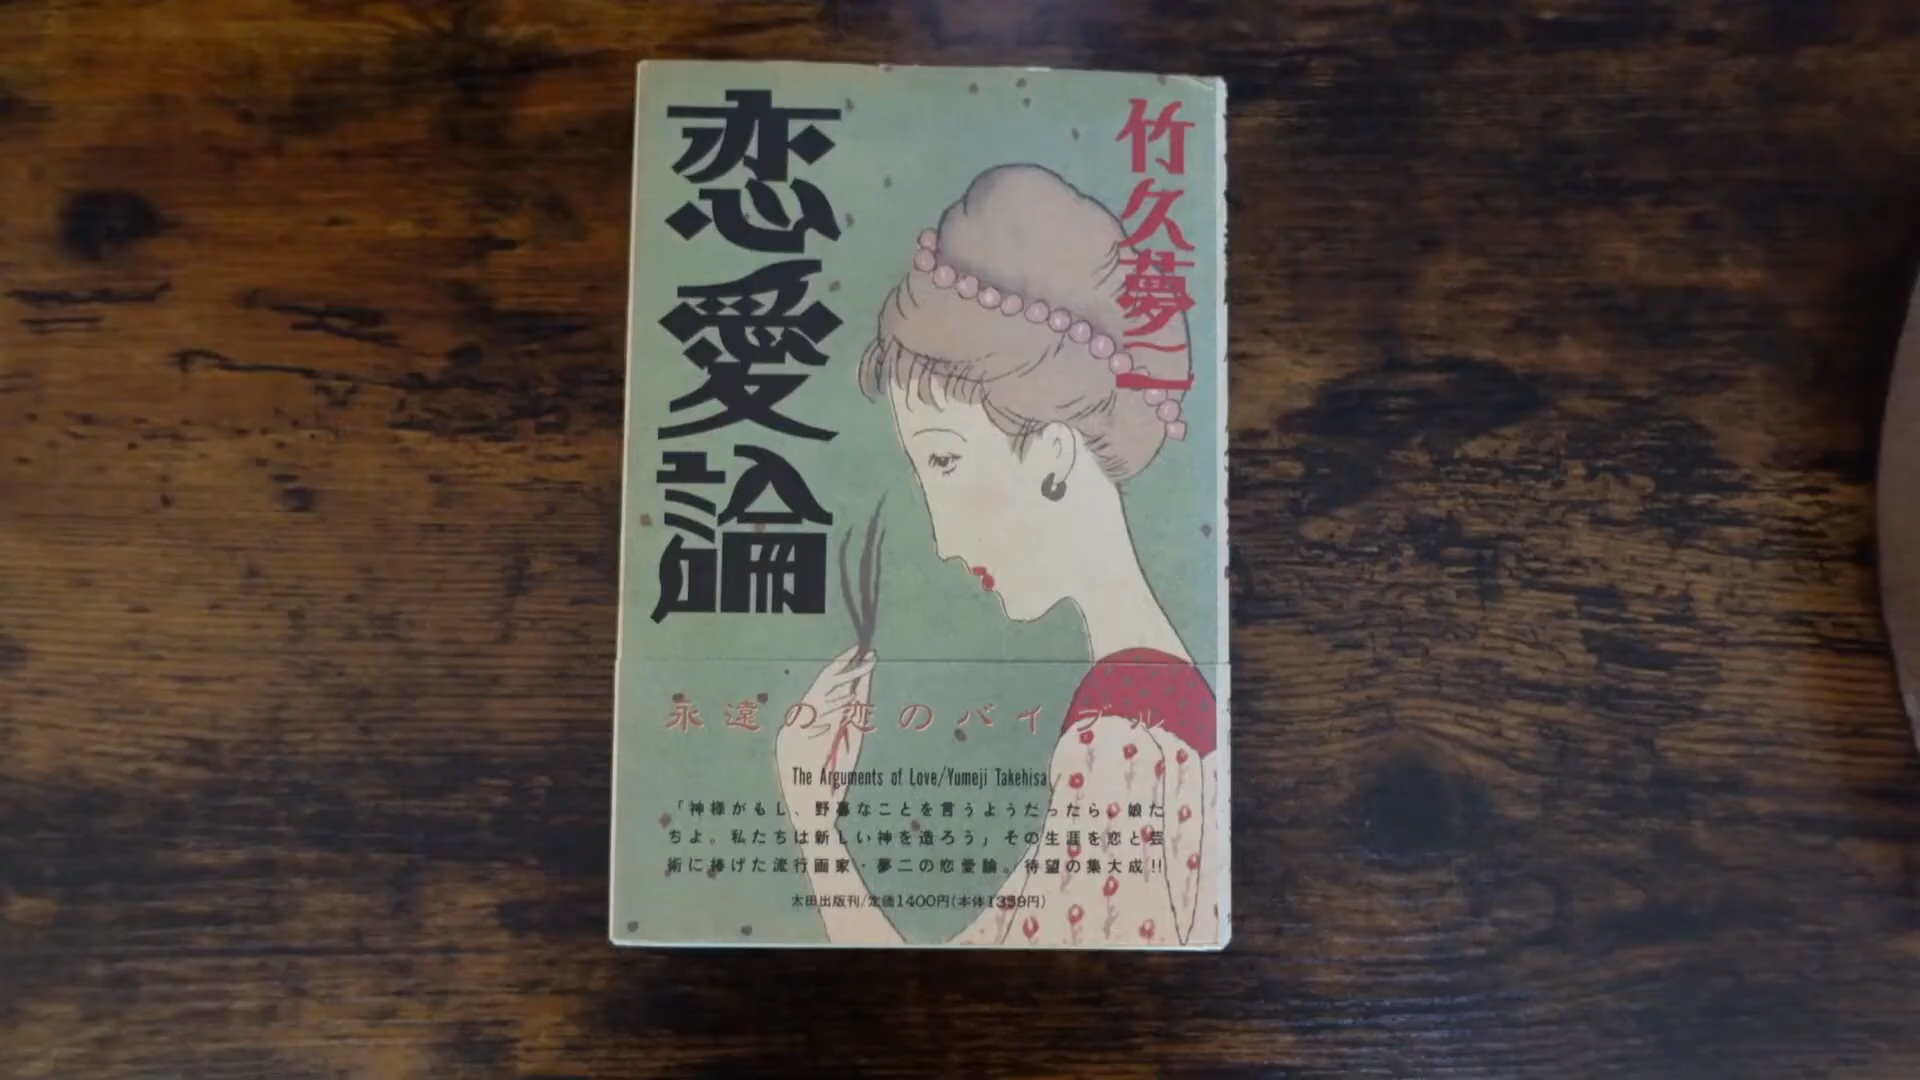 恋愛論
竹久夢二
永遠の恋のバイブル
The Arguments of Love/Yumeji Takehisa
「神様がもし、野暮なことを言うようだったら、娘た
ちよ。私たちは新しい神を造ろう」その生涯を恋と芸
術に捧げた流行画家・夢二の恋愛論。待望の集大成!!
太田出版刊/定価1400円(本体1359円)